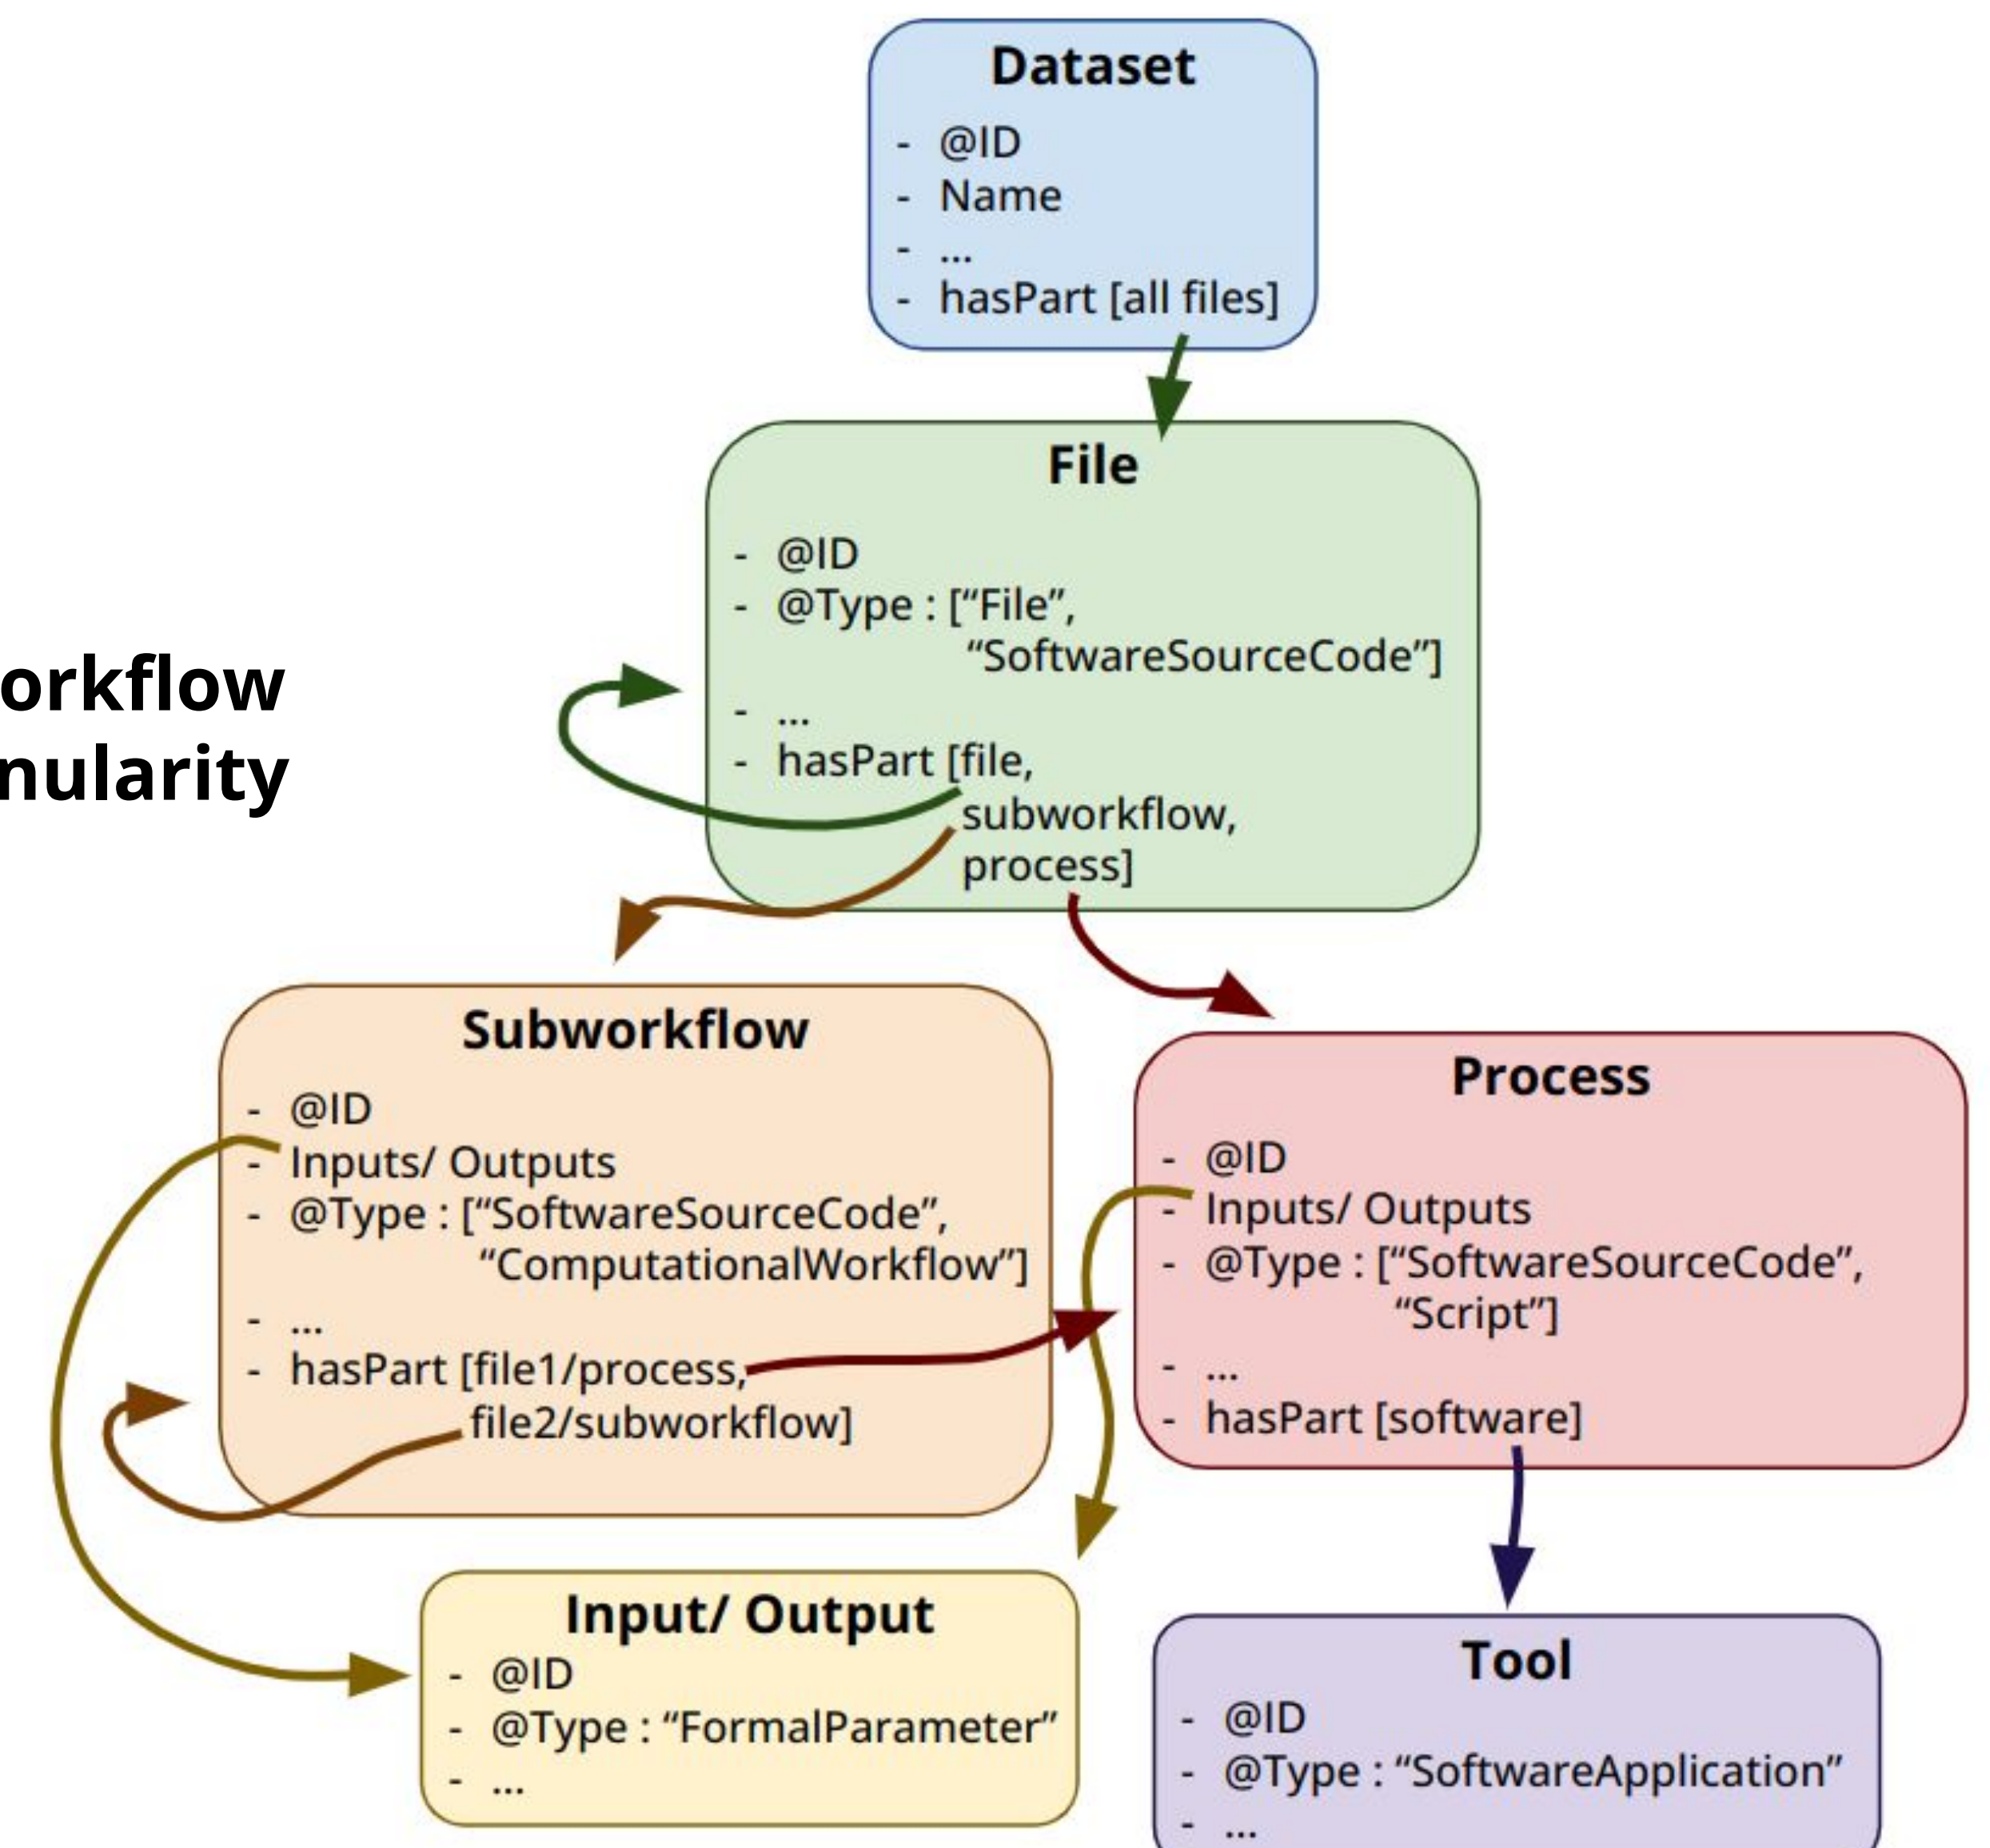 Dataset
- @ID
- Name
- ...
- hasPart [all files]
File
- @ID
- @Type : [“File”,
“SoftwareSourceCode”]
- ...
- hasPart [file,
subworkflow,
process]
orkflow
nularity
Subworkflow
- @ID
- Inputs/ Outputs
- @Type : [“SoftwareSourceCode”,
“ComputationalWorkflow”]
- ...
- hasPart [file1/process,
file2/subworkflow]
Process
- @ID
- Inputs/ Outputs
- @Type : [“SoftwareSourceCode”,
“Script”]
- ...
- hasPart [software]
Input/ Output
- @ID
- @Type : “FormalParameter”
- ...
Tool
- @ID
- @Type : “SoftwareApplication”
- ...